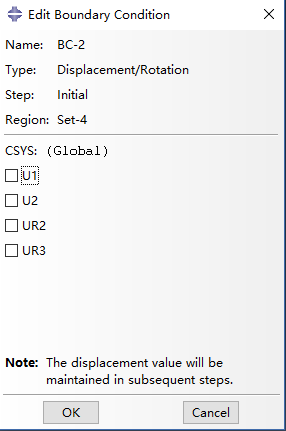 Edit Boundary Condition
Name: BC-2
Type: Displacement/Rotation
Step: Initial
Region: Set-4
CSYS: (Global)
U1
U2
UR2
UR3
Note: The displacement value will be
maintained in subsequent steps.
OK Cancel